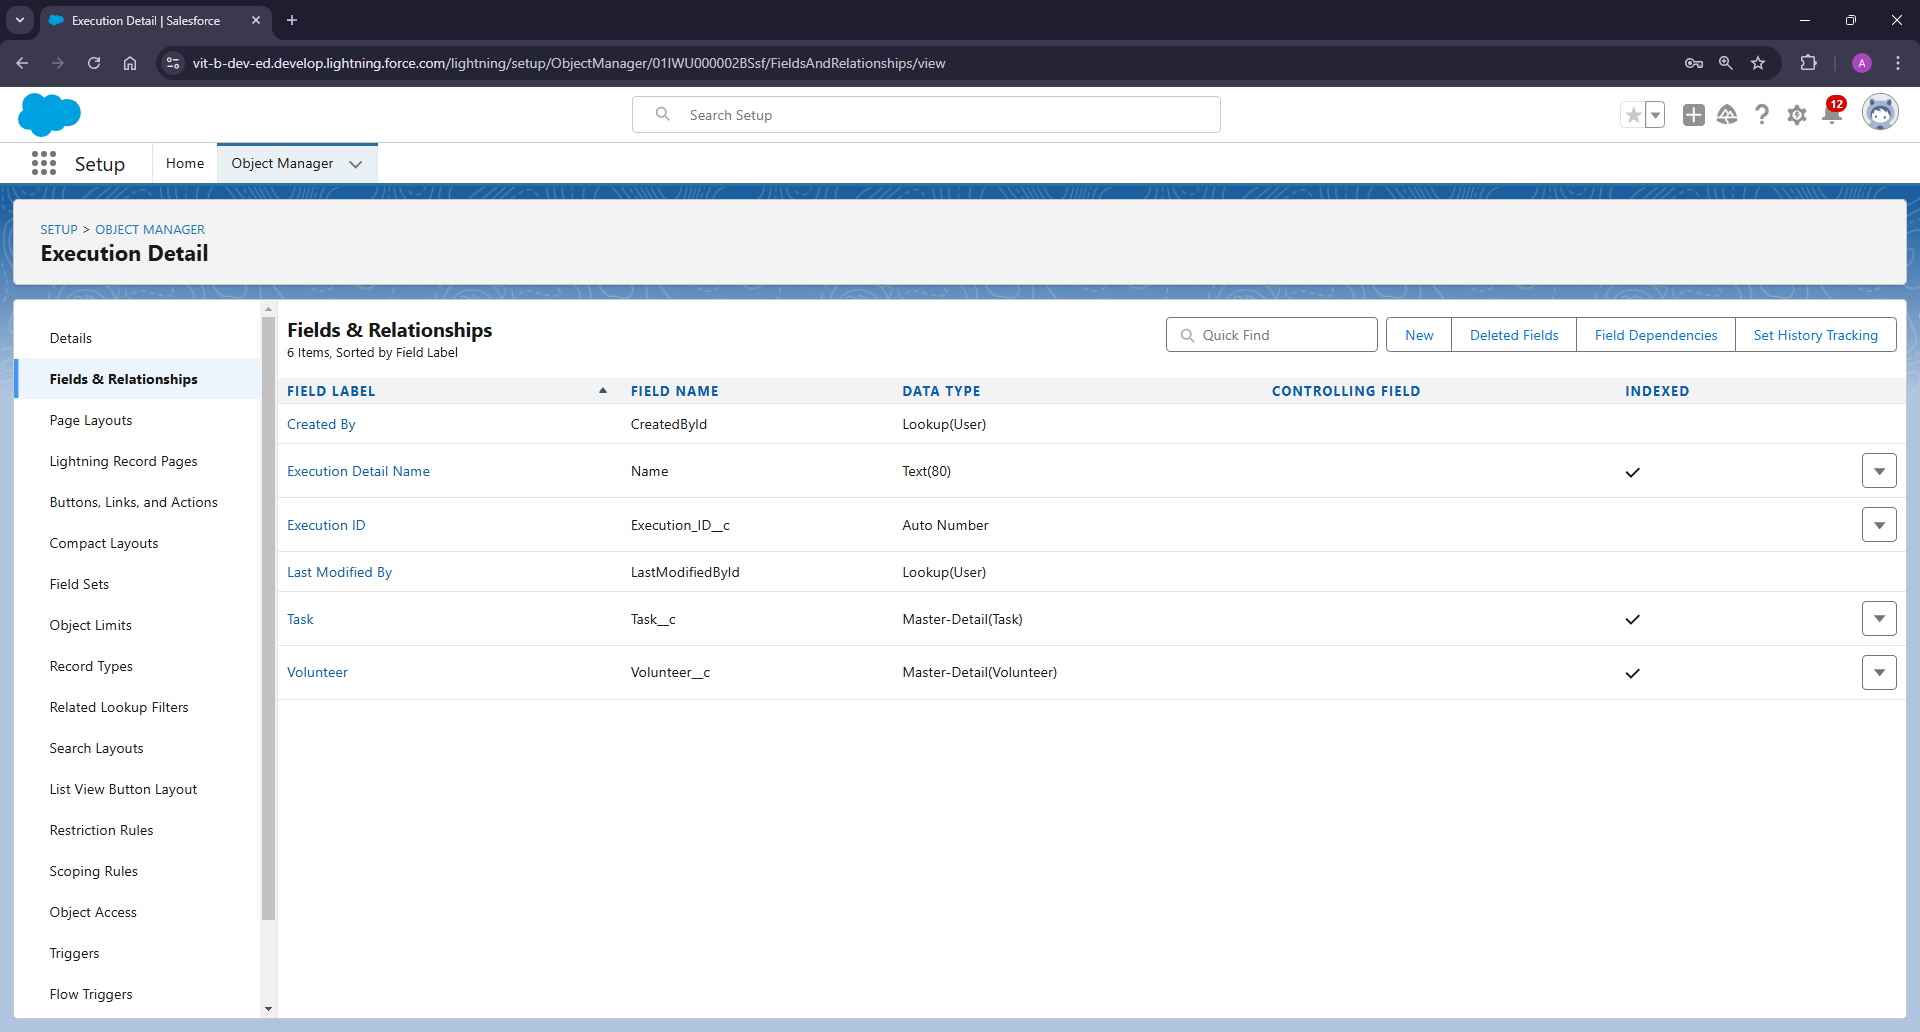 Execution Detail | Salesforce
vit-b-dev-ed.develop.lightning.force.com/lightning/setup/ObjectManager/01IWU000002BSsf/FieldsAndRelationships/view
A
Search Setup
12
Setup
Home
Object Manager
SETUP > OBJECT MANAGER
Execution Detail
Details
Fields & Relationships
Page Layouts
Lightning Record Pages
Buttons, Links, and Actions
Compact Layouts
Field Sets
Object Limits
Record Types
Related Lookup Filters
Search Layouts
List View Button Layout
Restriction Rules
Scoping Rules
Object Access
Triggers
Flow Triggers
Fields & Relationships
6 Items, Sorted by Field Label
Quick Find
New
Deleted Fields
Field Dependencies
Set History Tracking
FIELD LABEL FIELD NAME DATA TYPE CONTROLLING FIELD INDEXED
Created By CreatedById Lookup(User)
Execution Detail Name Name Text(80)
Execution ID Execution_ID__c Auto Number
Last Modified By LastModifiedById Lookup(User)
Task Task__c Master-Detail(Task)
Volunteer Volunteer__c Master-Detail(Volunteer)